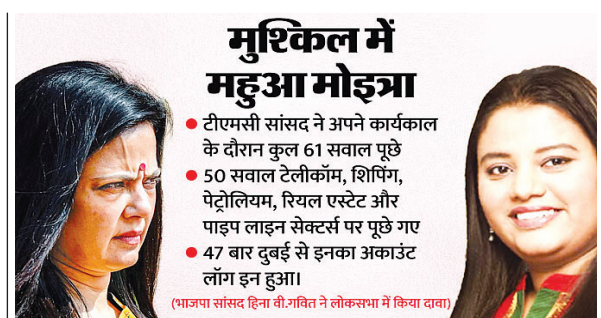 मुश्किल में
महुआ मोइत्रा
● टीएमसी सांसद ने अपने कार्यकाल
के दौरान कुल 61 सवाल पूछे
● 50 सवाल टेलीकॉम, शिपिंग,
पेट्रोलियम, रियल एस्टेट और
पाइप लाइन सेक्टर्स पर पूछे गए
● 47 बार दुबई से इनका अकाउंट
लॉग इन हुआ।
(भाजपा सांसद हिना वी.गवित ने लोकसभा में किया दावा)